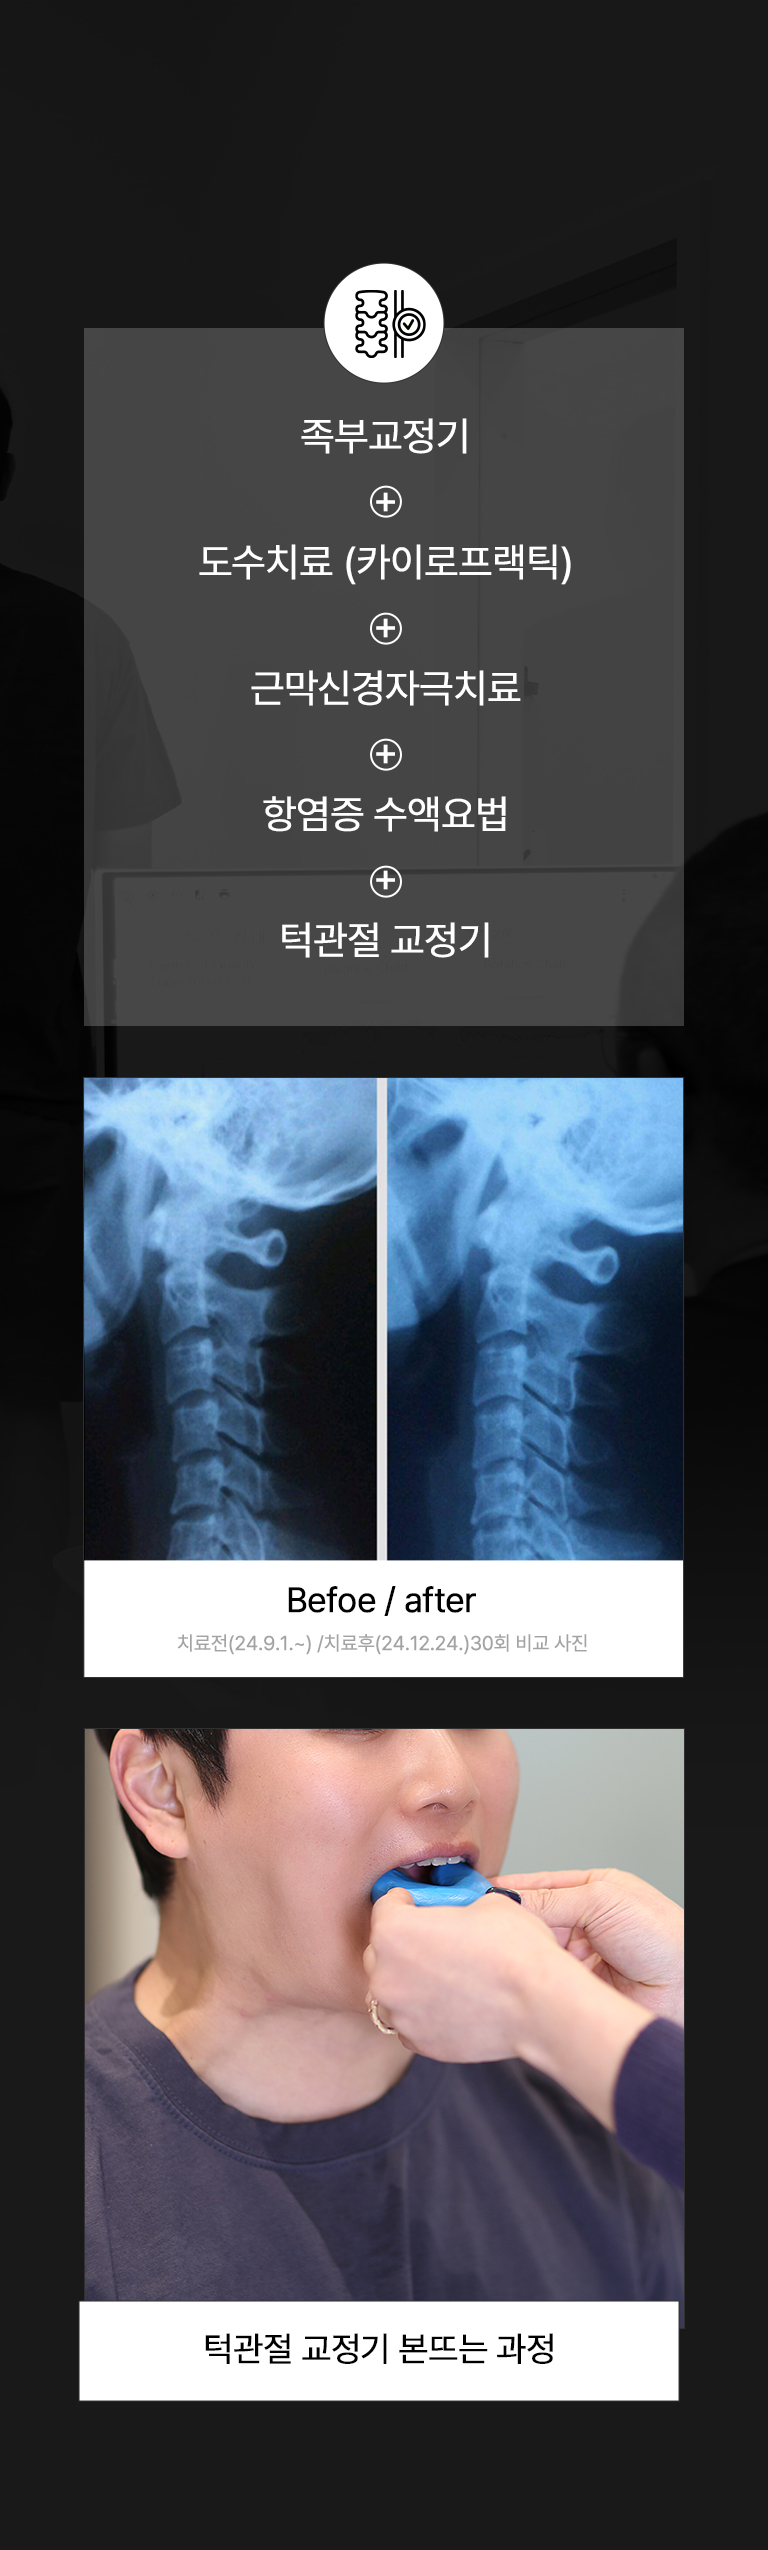 족부교정기
도수치료 (카이로프랙틱)
근막신경자극치료
항염증 수액요법
턱관절 교정기
Befoe / after
치료전(24.9.1.~) /치료후(24.12.24.)30회 비교 사진
턱관절 교정기 본뜨는 과정